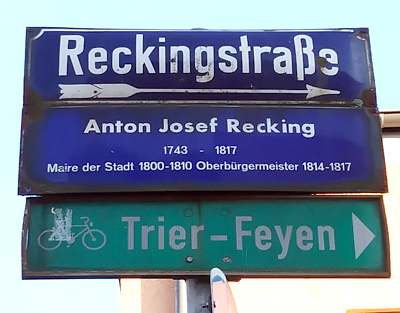 Reckingstraße
Anton Josef Recking
1743 - 1817
Maire der Stadt 1800-1810 Oberbürgermeister 1814-1817
Trier-Feyen